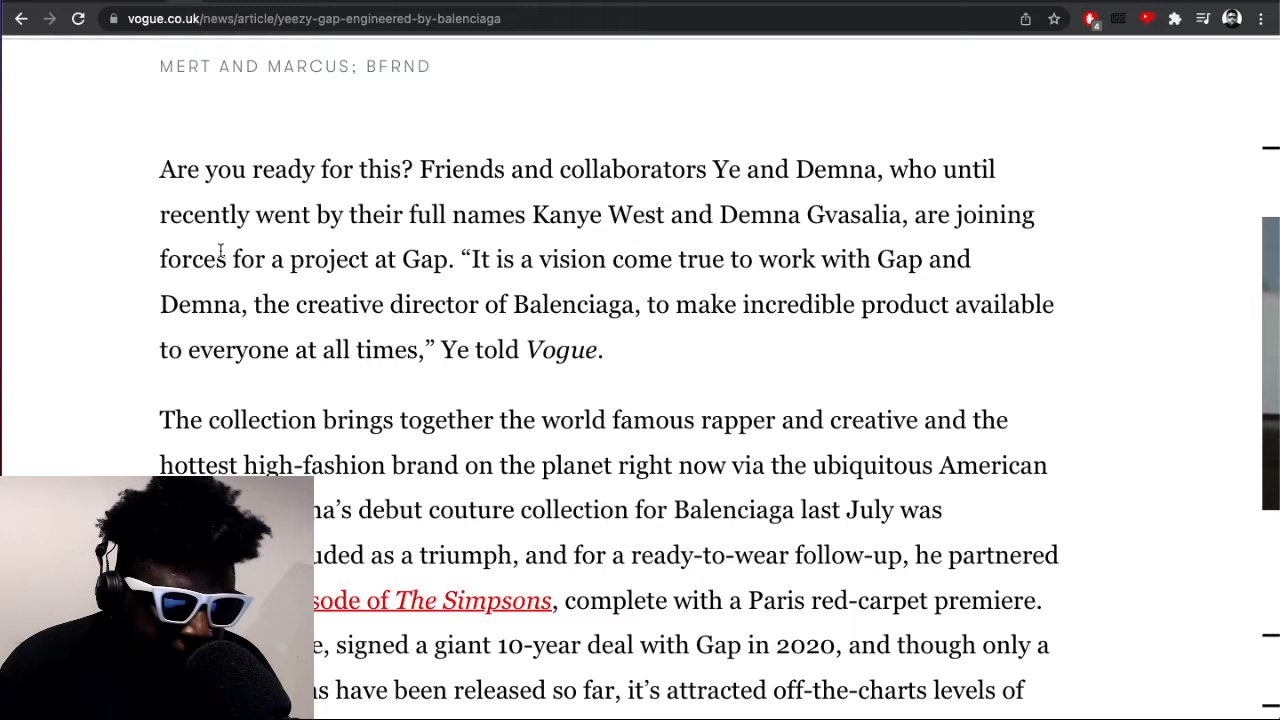 vogue.co.uk/news/article/yeezy-gap-engineered-by-balenciaga
4
MERT AND MARCUS; BFRND
Are you ready for this? Friends and collaborators Ye and Demna, who until
recently went by their full names Kanye West and Demna Gvasalia, are joining
forces for a project at Gap. “It is a vision come true to work with Gap and
Demna, the creative director of Balenciaga, to make incredible product available
to everyone at all times,” Ye told Vogue.
The collection brings together the world famous rapper and creative and the
hottest high-fashion brand on the planet right now via the ubiquitous American
na’s debut couture collection for Balenciaga last July was
uded as a triumph, and for a ready-to-wear follow-up, he partnered
sode of The Simpsons, complete with a Paris red-carpet premiere.
e, signed a giant 10-year deal with Gap in 2020, and though only a
ns have been released so far, it’s attracted off-the-charts levels of